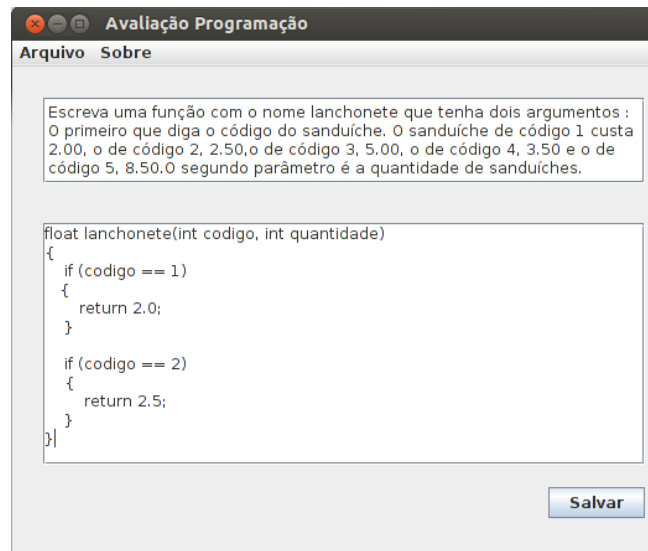 Avaliação Programação
Arquivo Sobre
Escreva uma função com o nome lanchonete que tenha dois argumentos :
O primeiro que diga o código do sanduíche. O sanduíche de código 1 custa
2.00, o de código 2, 2.50,o de código 3, 5.00, o de código 4, 3.50 e o de
código 5, 8.50.O segundo parâmetro é a quantidade de sanduíches.
float lanchonete(int codigo, int quantidade)
{
if (codigo == 1)
{
return 2.0;
}
if (codigo == 2)
{
return 2.5;
}
}
Salvar